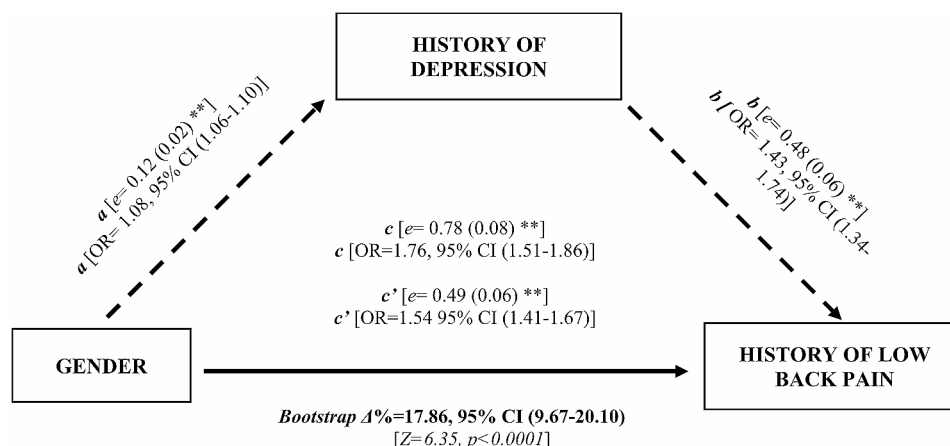 HISTORY OF
DEPRESSION
a [e= 0.12 (0.02) **]
a [OR= 1.08, 95% CI (1.06-1.10)]
b [e= 0.48 (0.06) **]
b [OR= 1.43, 95% CI (1.34-
1.74)]
c [e= 0.78 (0.08) **]
c [OR=1.76, 95% CI (1.51-1.86)]
c’ [e= 0.49 (0.06) **]
c’ [OR=1.54 95% CI (1.41-1.67)]
GENDER
HISTORY OF LOW
BACK PAIN
Bootstrap Δ%=17.86, 95% CI (9.67-20.10)
[Z=6.35, p<0.0001]